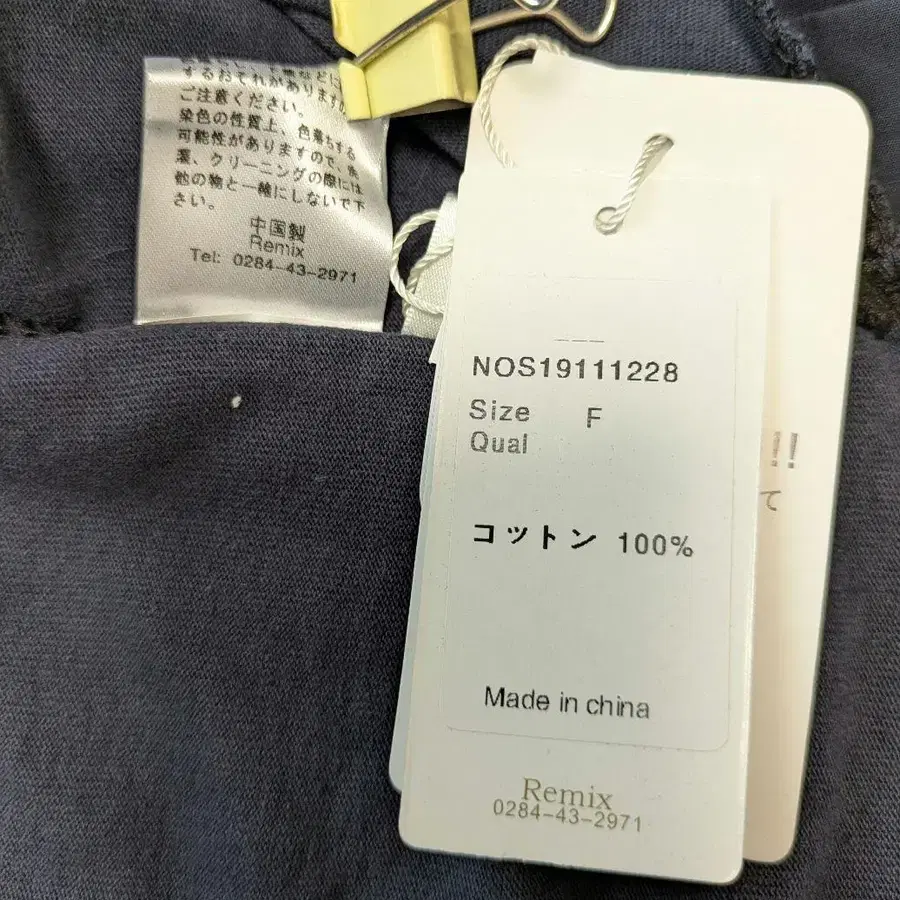 するおそれがありますので
ご注意ください。
染色の性質上、色落ちする
可能性がありますので、洗
濯、クリーニングの際には
他の物と一緒にしないで下
さい。
中国製
Remix
Tel: 0284-43-2971
NOS19111228
Size F
Qual
コットン 100%
Made in china
Remix
0284-43-2971
!!
て